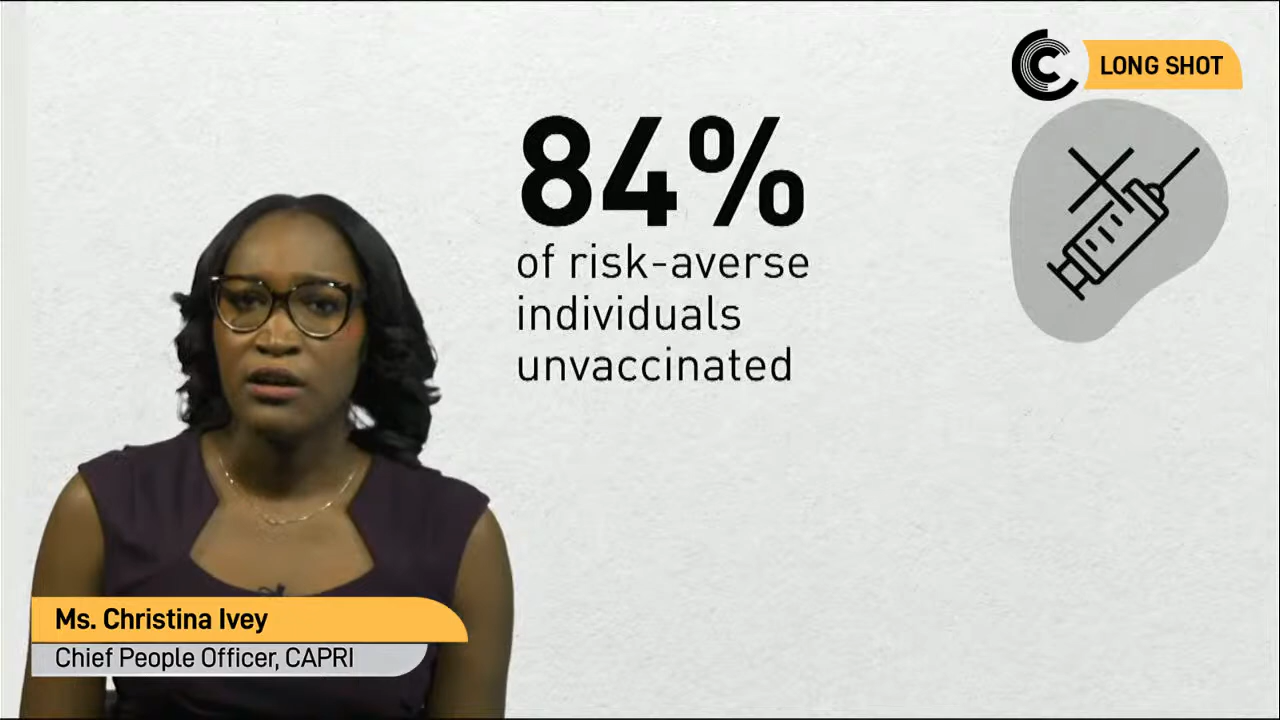 LONG SHOT
84%
of risk-averse
individuals
unvaccinated
Ms. Christina Ivey
Chief People Officer, CAPRI